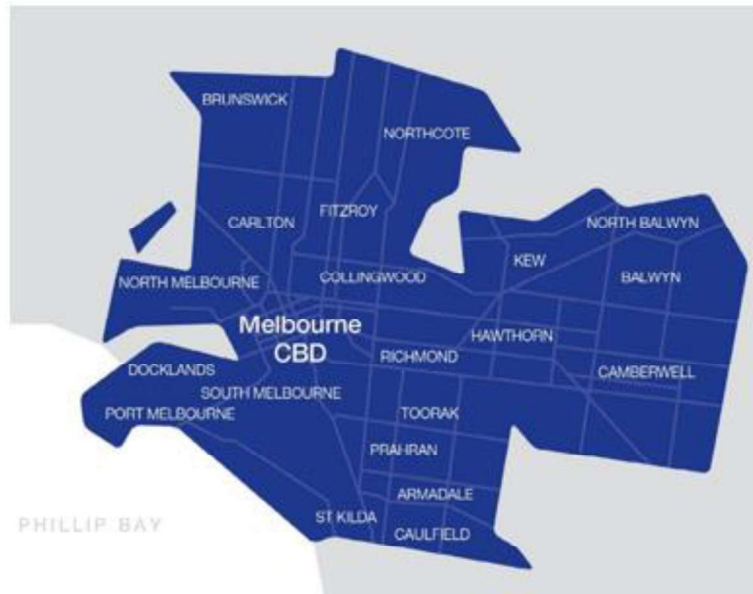 BRUNSWICK
NORTHCOTE
FITZROY
CARLTON
NORTH BALWYN
KEW
NORTH MELBOURNE
COLLINGWOOD
BALWYN
Melbourne
CBD
HAWTHORN
RICHMOND
DOCKLANDS
CAMBERWELL
SOUTH MELBOURNE
PORT MELBOURNE
TOORAK
PRAHRAN
ARMADALE
ST KILDA
PHILLIP BAY
CAULFIELD